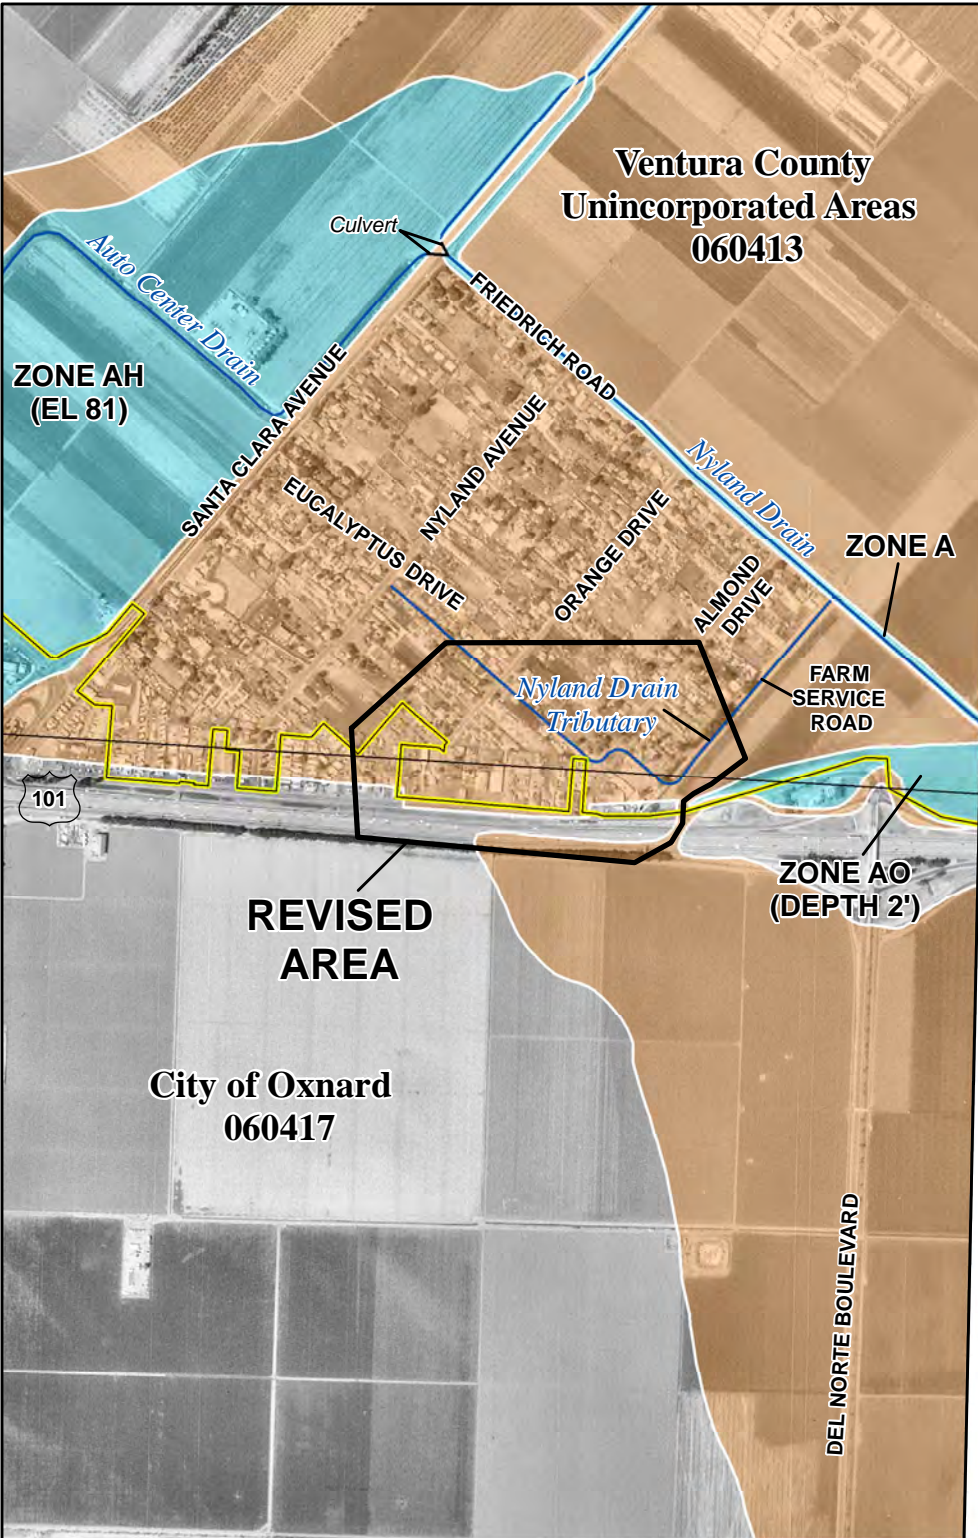 Ventura County
Unincorporated Areas
060413
Culvert
Auto Center Drain
FRIEDRICH ROAD
ZONE AH
(EL 81)
SANTA CLARA AVENUE
NYLAND AVENUE
EUCALYPTUS DRIVE
Nyland Drain
ORANGE DRIVE
ZONE A
ALMOND
DRIVE
FARM
SERVICE
ROAD
Nyland Drain
Tributary
101
ZONE AO
(DEPTH 2')
REVISED
AREA
City of Oxnard
060417
DEL NORTE BOULEVARD